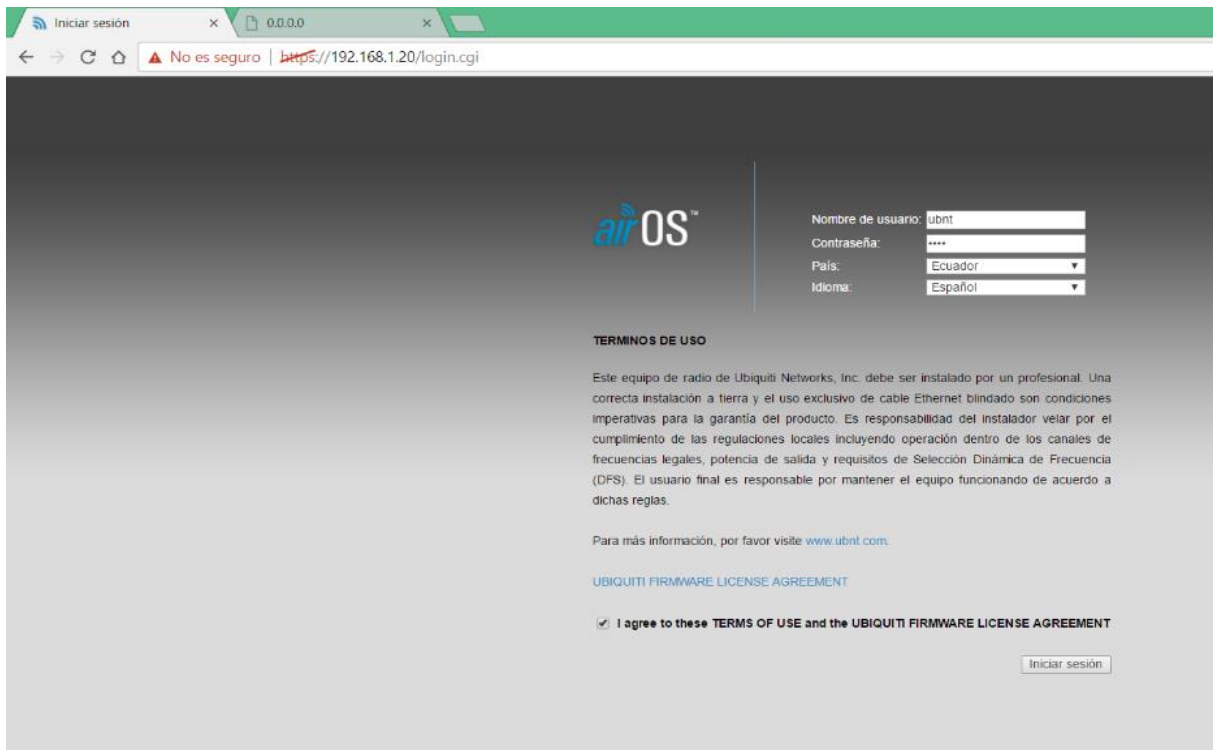 Iniciar sesión
0.0.0.0
No es seguro | https://192.168.1.20/login.cgi
airOS™
Nombre de usuario: ubnt
Contraseña: ••••
País: Ecuador
Idioma: Español
TERMINOS DE USO
Este equipo de radio de Ubiquiti Networks, Inc. debe ser instalado por un profesional. Una
correcta instalación a tierra y el uso exclusivo de cable Ethernet blindado son condiciones
imperativas para la garantía del producto. Es responsabilidad del instalador velar por el
cumplimiento de las regulaciones locales incluyendo operación dentro de los canales de
frecuencias legales, potencia de salida y requisitos de Selección Dinámica de Frecuencia
(DFS). El usuario final es responsable por mantener el equipo funcionando de acuerdo a
dichas reglas.
Para más información, por favor visite www.ubnt.com.
UBIQUITI FIRMWARE LICENSE AGREEMENT
I agree to these TERMS OF USE and the UBIQUITI FIRMWARE LICENSE AGREEMENT
Iniciar sesión